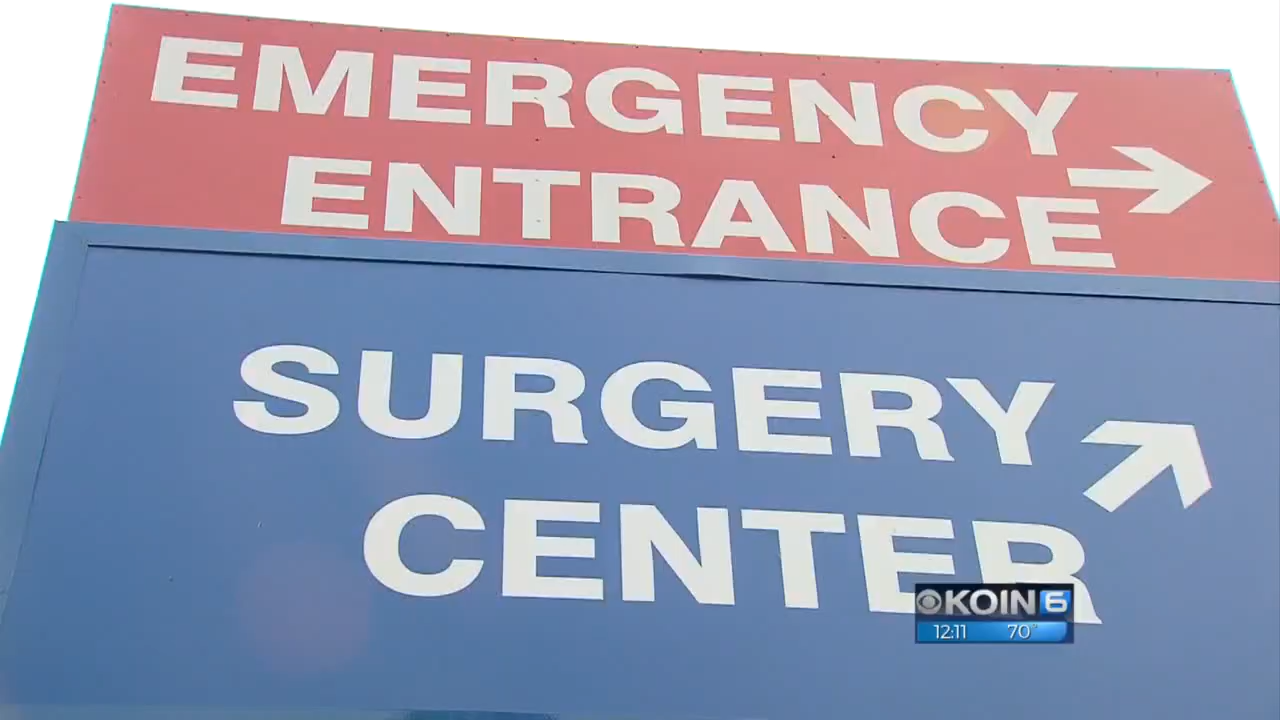 EMERGENCY
ENTRANCE
SURGERY
CENTER
KOIN 6
12:11 70°